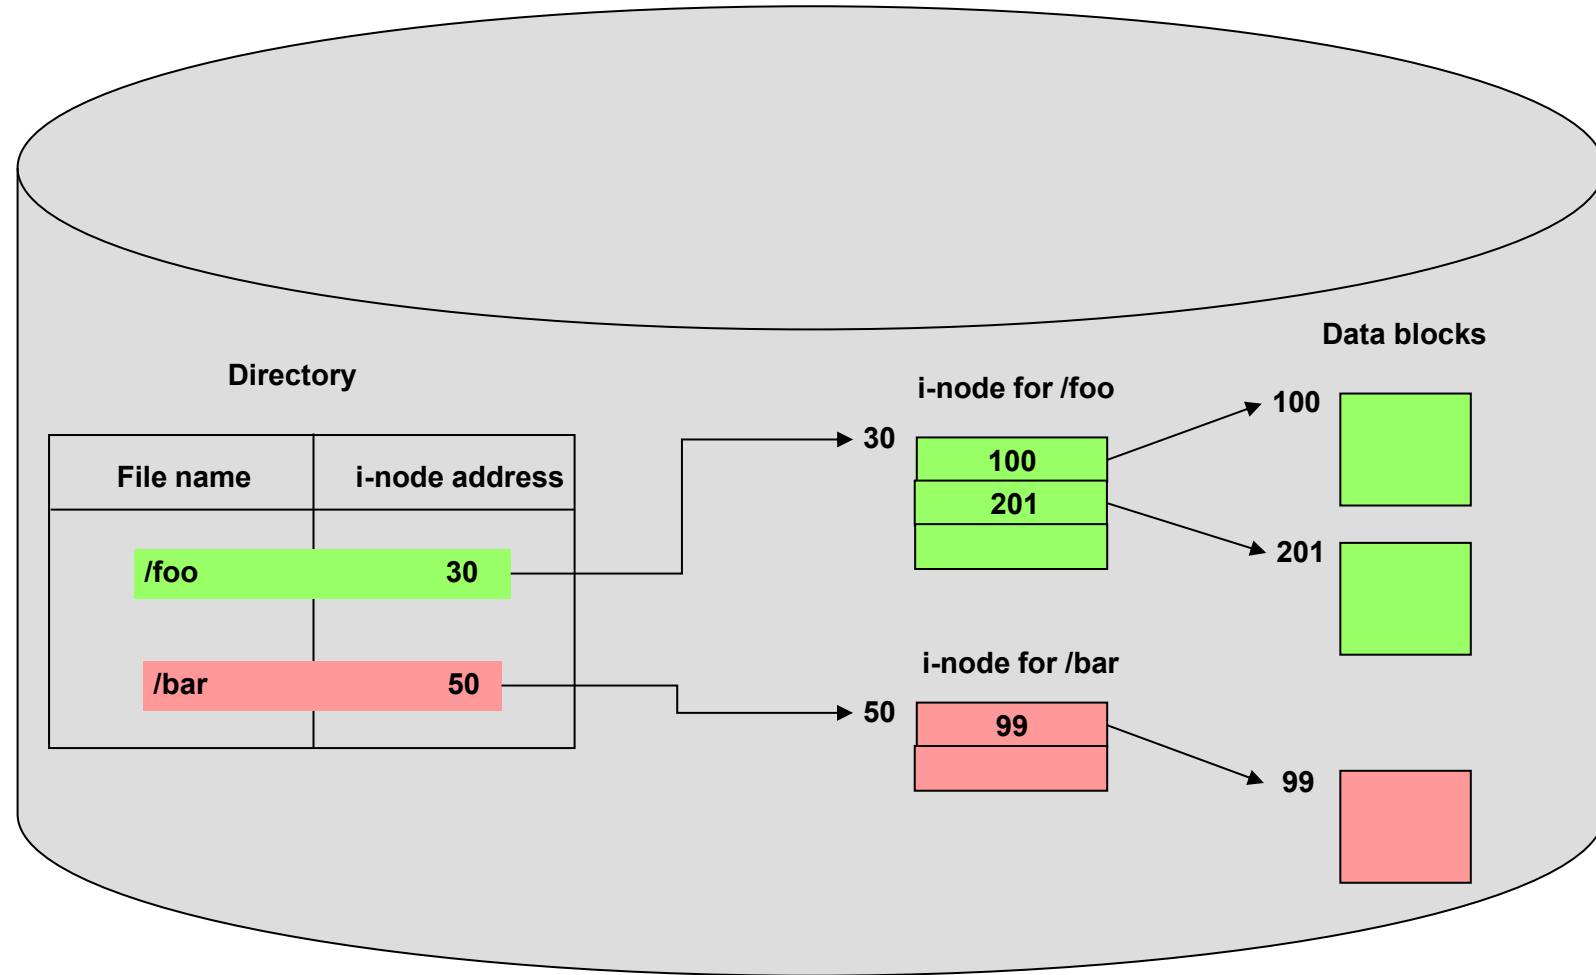 Data blocks
Directory
i-node for /foo
File name i-node address
30
100
201
100
201
/foo 30
/bar 50
i-node for /bar
50
99
99